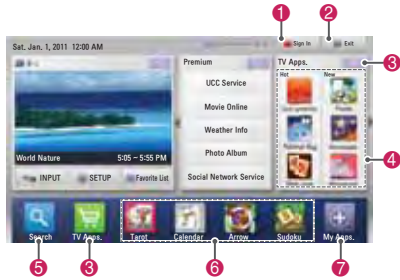 1 2
Sat. Jan. 1, 2011 12:00 AM
Sign In
Exit
Premium
TV Apps.
3
UCC Service
Hot
New
Movie Online
Weather Info
4
Photo Album
World Nature 5:05 – 5:55 PM
INPUT
SETUP
Favorite List
Social Network Service
Search
TV Apps.
Tarot
Calendar
Arrow
Sudoku
My Apps.
5 3 6 7